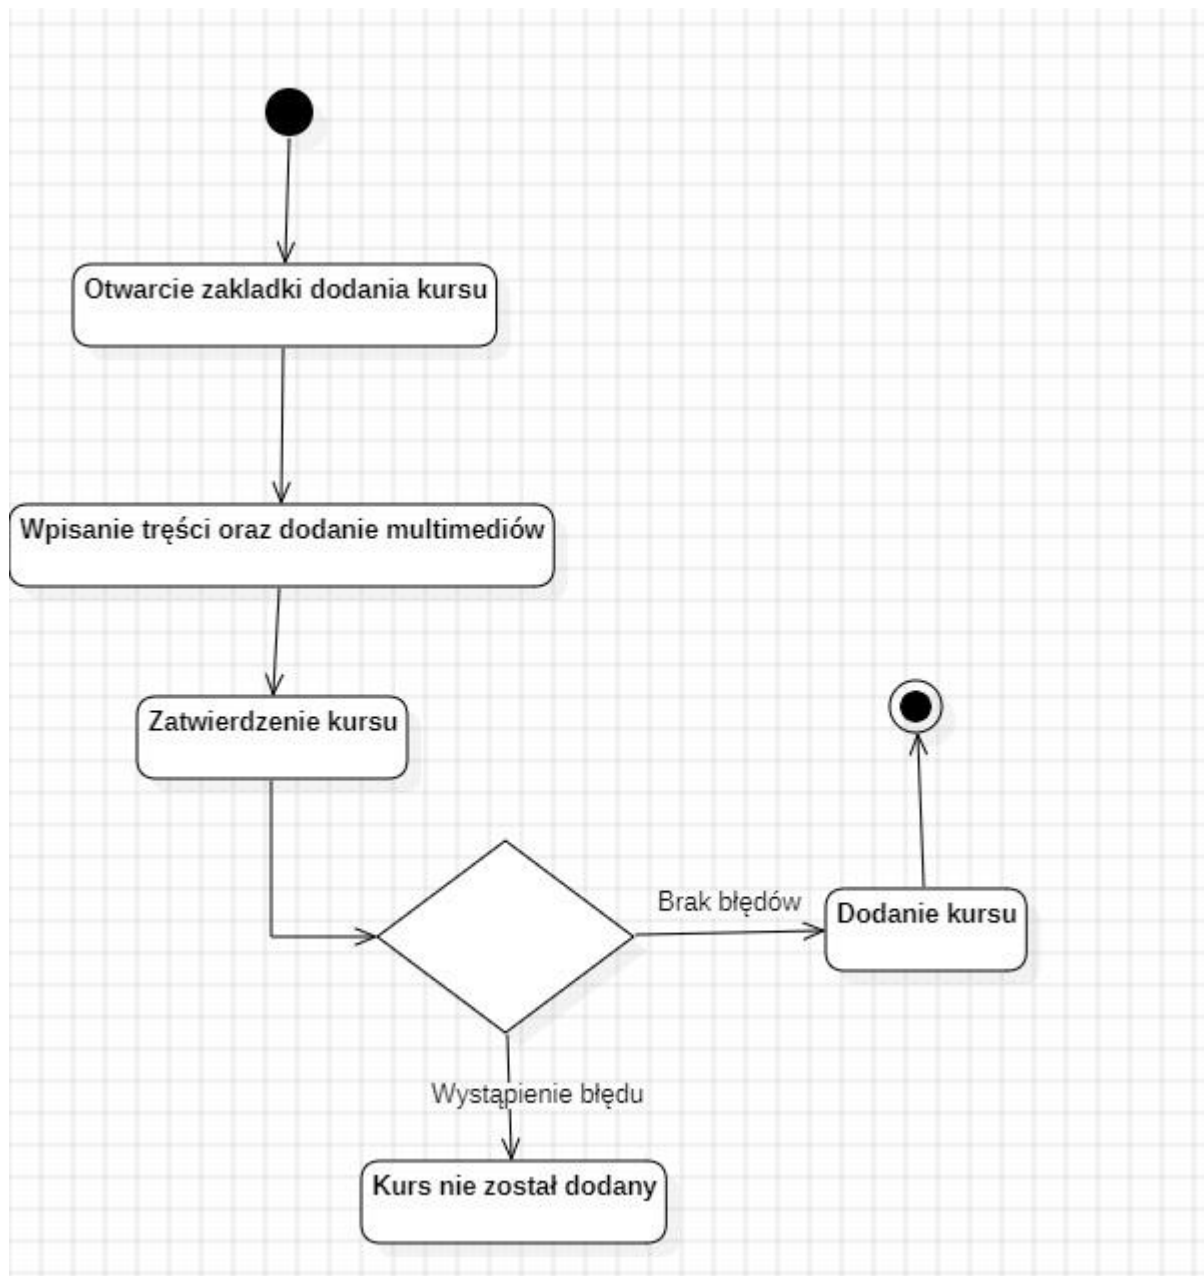 Otwarcie zakladki dodania kursu
Wpisanie tręści oraz dodanie multimediów
Zatwierdzenie kursu
Brak błędów
Dodanie kursu
Wystąpienie błędu
Kurs nie został dodany